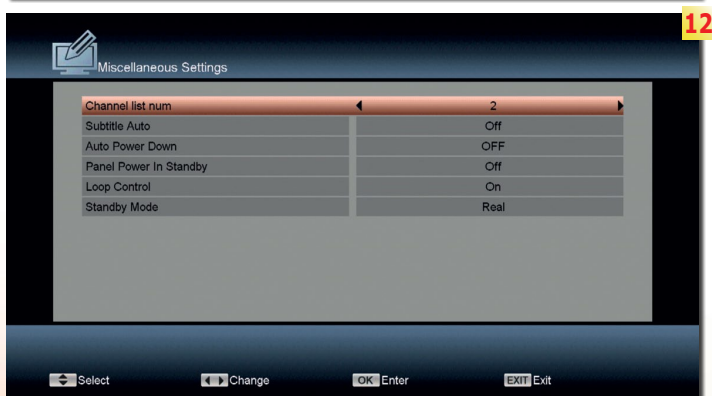 12
Miscellaneous Settings
Channel list num 2
Subtitle Auto Off
Auto Power Down OFF
Panel Power In Standby Off
Loop Control On
Standby Mode Real
Select Change OK Enter EXIT Exit